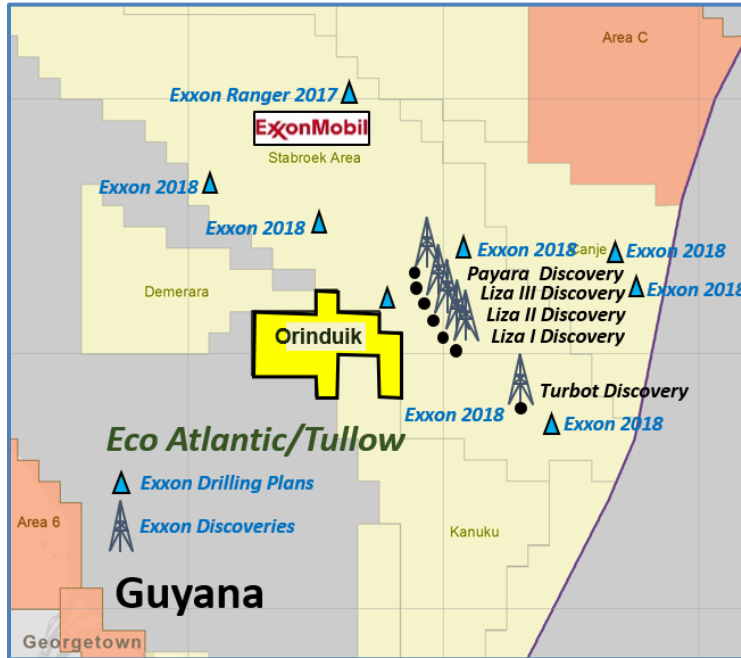 Area C
Exxon Ranger 2017
ExxonMobil
Stabroek Area
Exxon 2018
Exxon 2018
Exxon 2018
Canje
Exxon 2018
Payara Discovery
Demerara
Liza III Discovery
Exxon 2018
Liza II Discovery
Orinduik
Liza I Discovery
Turbot Discovery
Exxon 2018
Exxon 2018
Eco Atlantic/Tullow
Exxon Drilling Plans
Area 6
Exxon Discoveries
Kanuku
Guyana
Georgetown